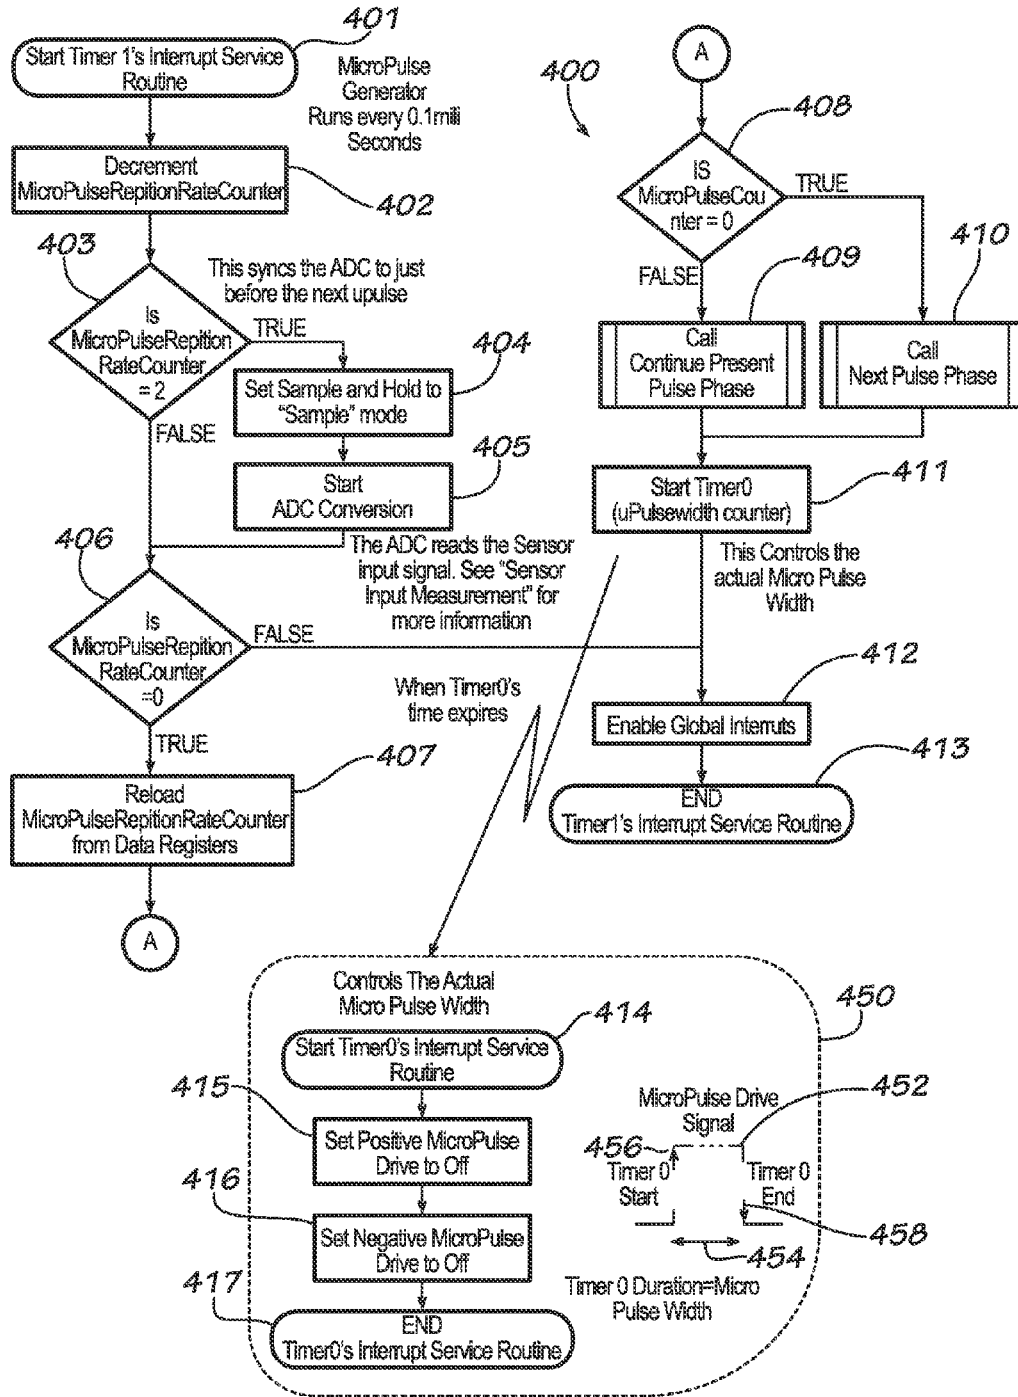 401
Start Timer 1's Interrupt Service
Routine
MicroPulse
Generator
Runs every 0.1milli
Seconds
Decrement
MicroPulseRepitionRateCounter
402
403
This syncs the ADC to just
before the next upulse
Is
MicroPulseRepition
RateCounter
= 2
TRUE
FALSE
404
Set Sample and Hold to
“Sample” mode
405
Start
ADC Conversion
The ADC reads the Sensor
input signal. See “Sensor
Input Measurement” for
more information
406
Is
MicroPulseRepition
RateCounter
=0
FALSE
TRUE
407
Reload
MicroPulseRepitionRateCounter
from Data Registers
A
400
A
408
IS
MicroPulseCou
nter = 0
TRUE
FALSE
409
410
Call
Continue Present
Pulse Phase
Call
Next Pulse Phase
411
Start Timer0
(uPulsewidth counter)
This Controls the
actual Micro Pulse
Width
When Timer0's
time expires
412
Enable Global Interruts
413
END
Timer1's Interrupt Service Routine
Controls The Actual
Micro Pulse Width
450
414
Start Timer0's Interrupt Service
Routine
415
Set Positive MicroPulse
Drive to Off
416
Set Negative MicroPulse
Drive to Off
417
END
Timer0's Interrupt Service Routine
MicroPulse Drive
Signal
452
456
Timer 0
Start
Timer 0
End
458
454
Timer 0 Duration=Micro
Pulse Width